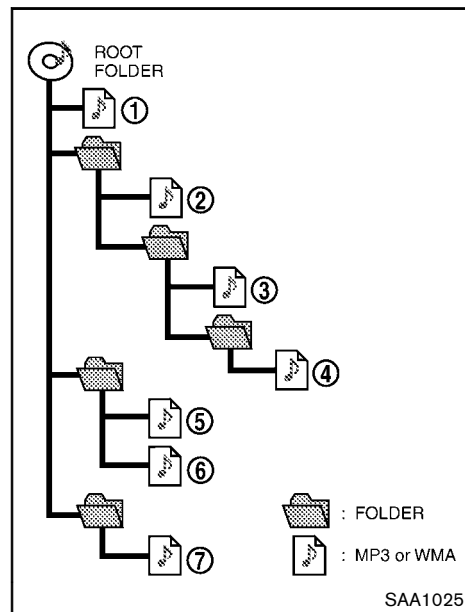 ROOT
FOLDER
①
②
③
④
⑤
⑥
⑦
: FOLDER
: MP3 or WMA
SAA1025